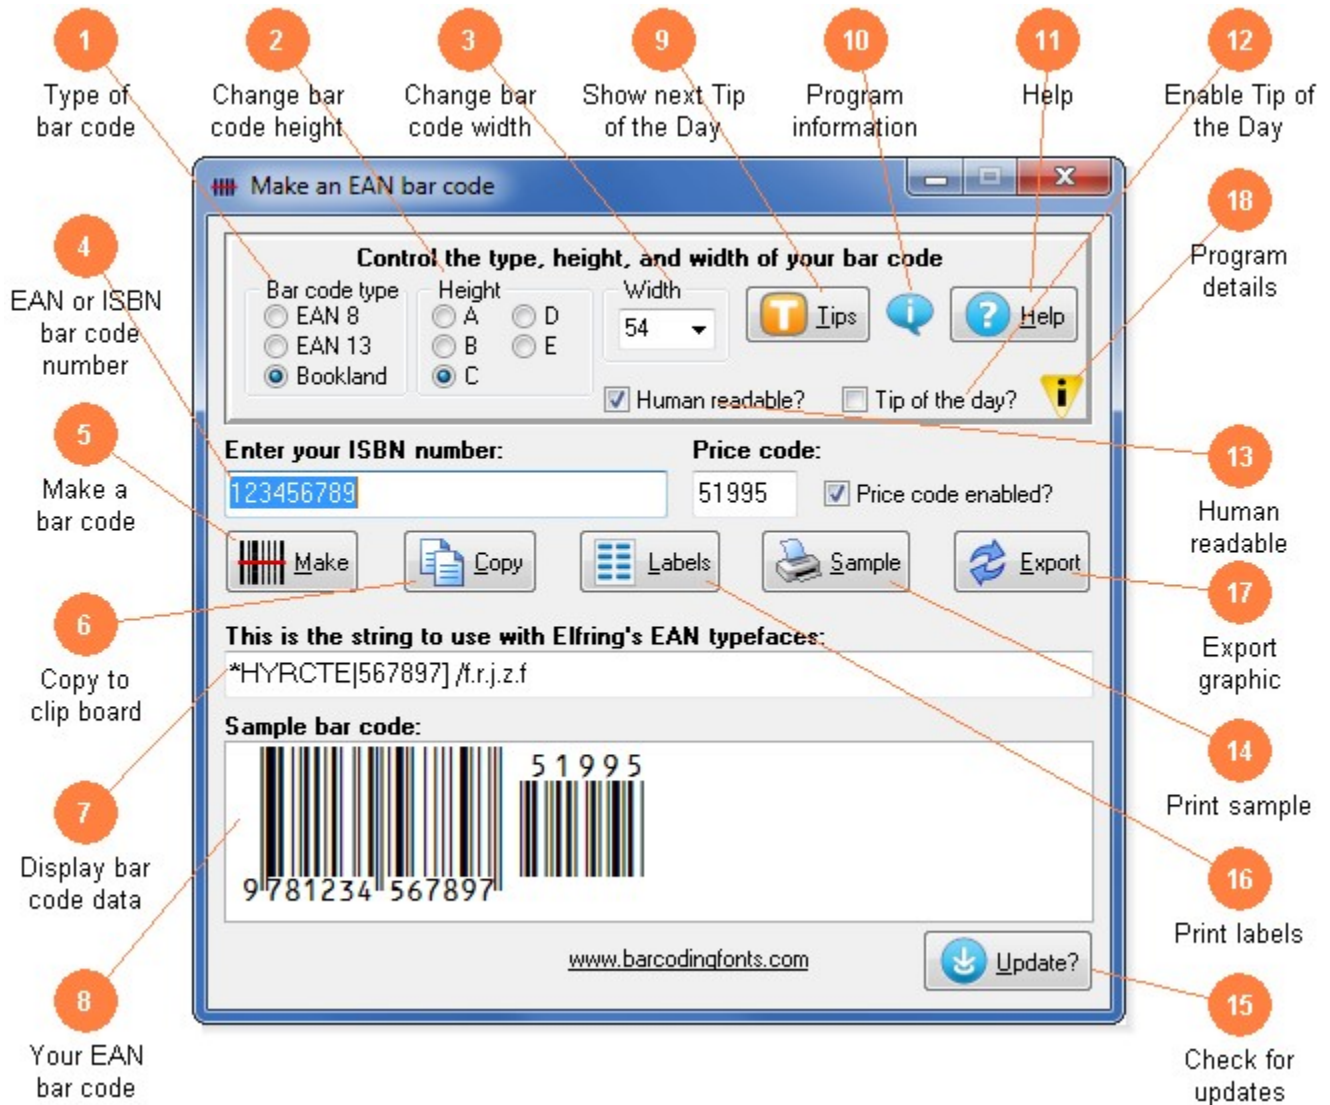 1
Type of
bar code
2
Change bar
code height
3
Change bar
code width
9
Show next Tip
of the Day
10
Program
information
11
Help
12
Enable Tip of
the Day
4
EAN or ISBN
bar code
number
5
Make a
bar code
6
Copy to
clip board
7
Display bar
code data
8
Your EAN
bar code
Make an EAN bar code
Control the type, height, and width of your bar code
Bar code type
EAN 8
EAN 13
Bookland
Height
A
D
B
E
C
Width
54
Tips
Help
Human readable?
Tip of the day?
Enter your ISBN number:
Price code:
123456789
51995
Price code enabled?
Make
Copy
Labels
Sample
Export
This is the string to use with Elfring's EAN typefaces:
*HYRCTE|567897] /f.r.j.z.f
Sample bar code:
51995
9 781234 567897
www.barcodingfonts.com
Update?
18
Program
details
13
Human
readable
17
Export
graphic
14
Print sample
16
Print labels
15
Check for
updates